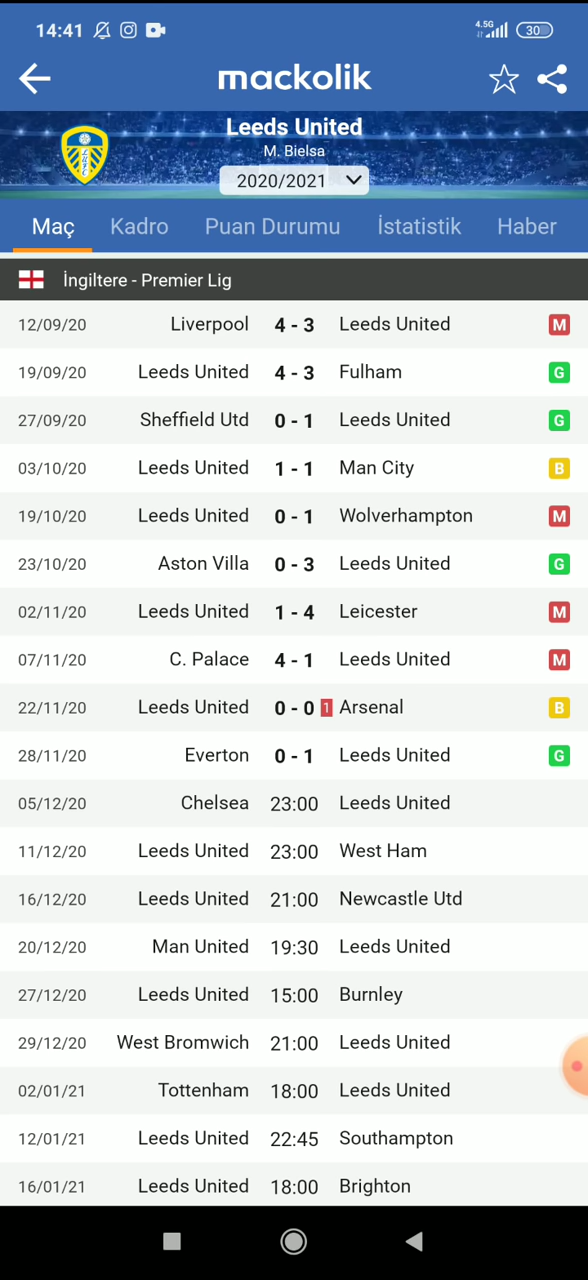 14:41 4.5G 30
mackolik
Leeds United
M. Bielsa
2020/2021
Maç Kadro Puan Durumu İstatistik Haber
İngiltere - Premier Lig
12/09/20 Liverpool 4 - 3 Leeds United M
19/09/20 Leeds United 4 - 3 Fulham G
27/09/20 Sheffield Utd 0 - 1 Leeds United G
03/10/20 Leeds United 1 - 1 Man City B
19/10/20 Leeds United 0 - 1 Wolverhampton M
23/10/20 Aston Villa 0 - 3 Leeds United G
02/11/20 Leeds United 1 - 4 Leicester M
07/11/20 C. Palace 4 - 1 Leeds United M
22/11/20 Leeds United 0 - 0 1 Arsenal B
28/11/20 Everton 0 - 1 Leeds United G
05/12/20 Chelsea 23:00 Leeds United
11/12/20 Leeds United 23:00 West Ham
16/12/20 Leeds United 21:00 Newcastle Utd
20/12/20 Man United 19:30 Leeds United
27/12/20 Leeds United 15:00 Burnley
29/12/20 West Bromwich 21:00 Leeds United
02/01/21 Tottenham 18:00 Leeds United
12/01/21 Leeds United 22:45 Southampton
16/01/21 Leeds United 18:00 Brighton